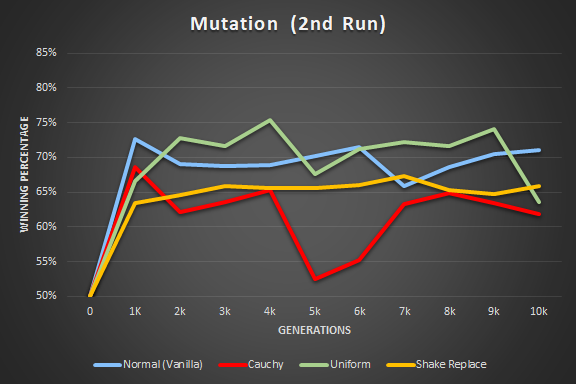 Mutation (2nd Run)
85%
80%
75%
70%
65%
60%
55%
50%
WINNING PERCENTAGE
0 1K 2k 3k 4k 5k 6k 7k 8k 9k 10k
GENERATIONS
Normal (Vanilla) Cauchy Uniform Shake Replace